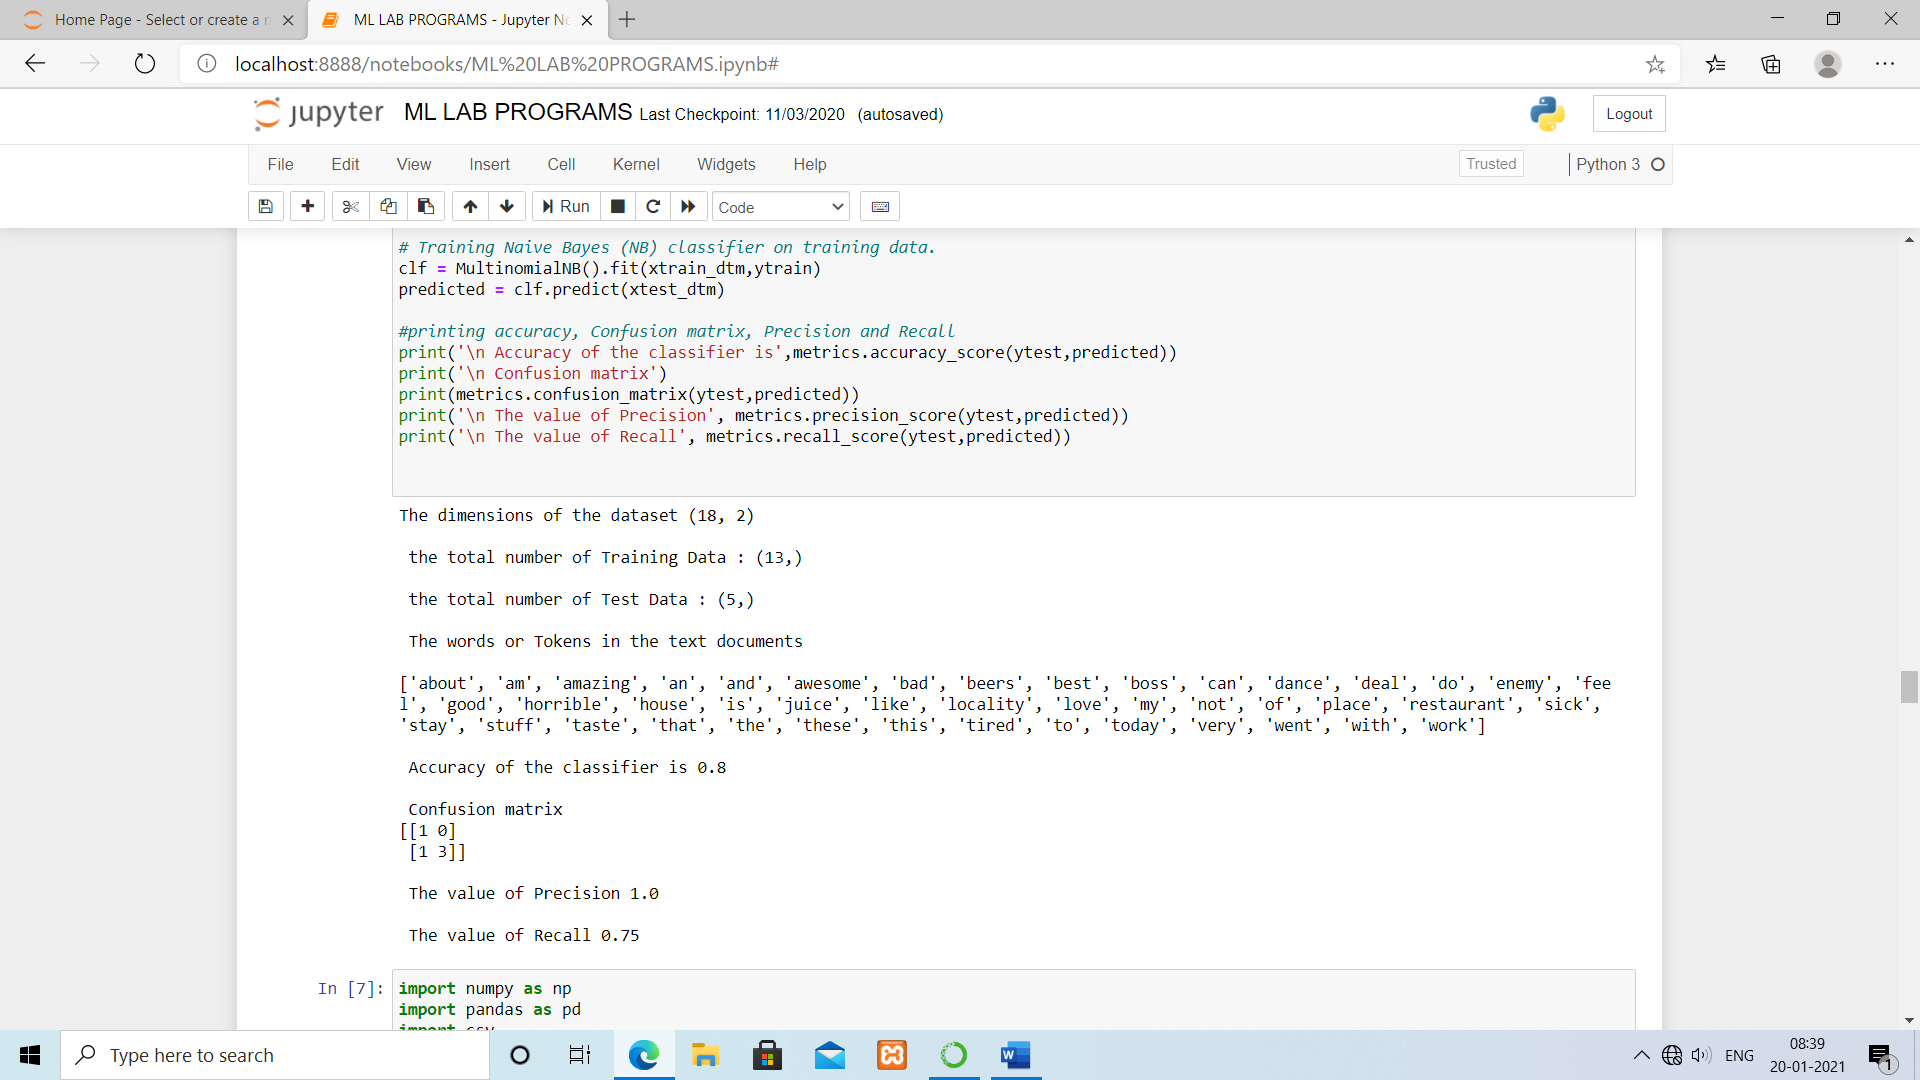 Home Page - Select or create a n
ML LAB PROGRAMS - Jupyter No
localhost:8888/notebooks/ML%20LAB%20PROGRAMS.ipynb#
jupyter ML LAB PROGRAMS Last Checkpoint: 11/03/2020 (autosaved)
Logout
File Edit View Insert Cell Kernel Widgets Help
Trusted
Python 3
Run
Code
# Training Naive Bayes (NB) classifier on training data.
clf = MultinomialNB().fit(xtrain_dtm,ytrain)
predicted = clf.predict(xtest_dtm)
#printing accuracy, Confusion matrix, Precision and Recall
print('\n Accuracy of the classifier is',metrics.accuracy_score(ytest,predicted))
print('\n Confusion matrix')
print(metrics.confusion_matrix(ytest,predicted))
print('\n The value of Precision', metrics.precision_score(ytest,predicted))
print('\n The value of Recall', metrics.recall_score(ytest,predicted))
The dimensions of the dataset (18, 2)
the total number of Training Data : (13,)
the total number of Test Data : (5,)
The words or Tokens in the text documents
['about', 'am', 'amazing', 'an', 'and', 'awesome', 'bad', 'beers', 'best', 'boss', 'can', 'dance', 'deal', 'do', 'enemy', 'fee
l', 'good', 'horrible', 'house', 'is', 'juice', 'like', 'locality', 'love', 'my', 'not', 'of', 'place', 'restaurant', 'sick',
'stay', 'stuff', 'taste', 'that', 'the', 'these', 'this', 'tired', 'to', 'today', 'very', 'went', 'with', 'work']
Accuracy of the classifier is 0.8
Confusion matrix
[[1 0]
[1 3]]
The value of Precision 1.0
The value of Recall 0.75
In [7]:
import numpy as np
import pandas as pd
import csv
Type here to search
W
ENG
08:39
20-01-2021
1